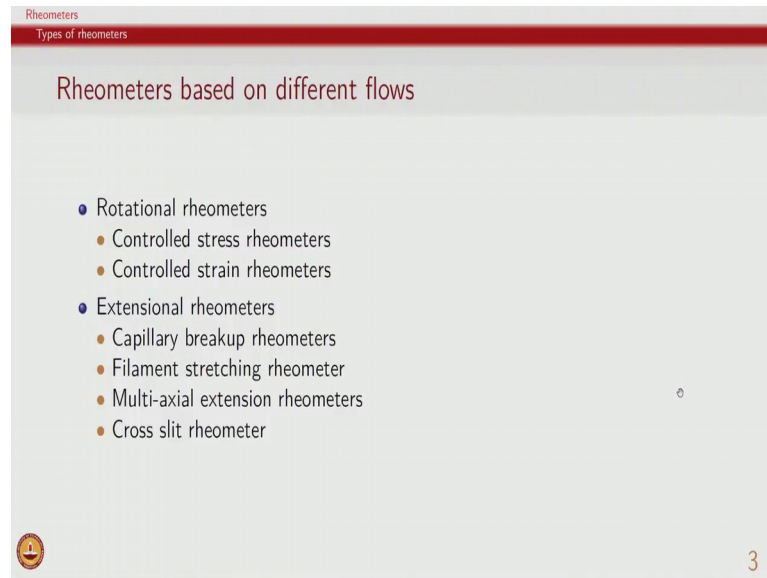 Rheometers
Types of rheometers
Rheometers based on different flows
Rotational rheometers
Controlled stress rheometers
Controlled strain rheometers
Extensional rheometers
Capillary breakup rheometers
Filament stretching rheometer
Multi-axial extension rheometers
Cross slit rheometer
3